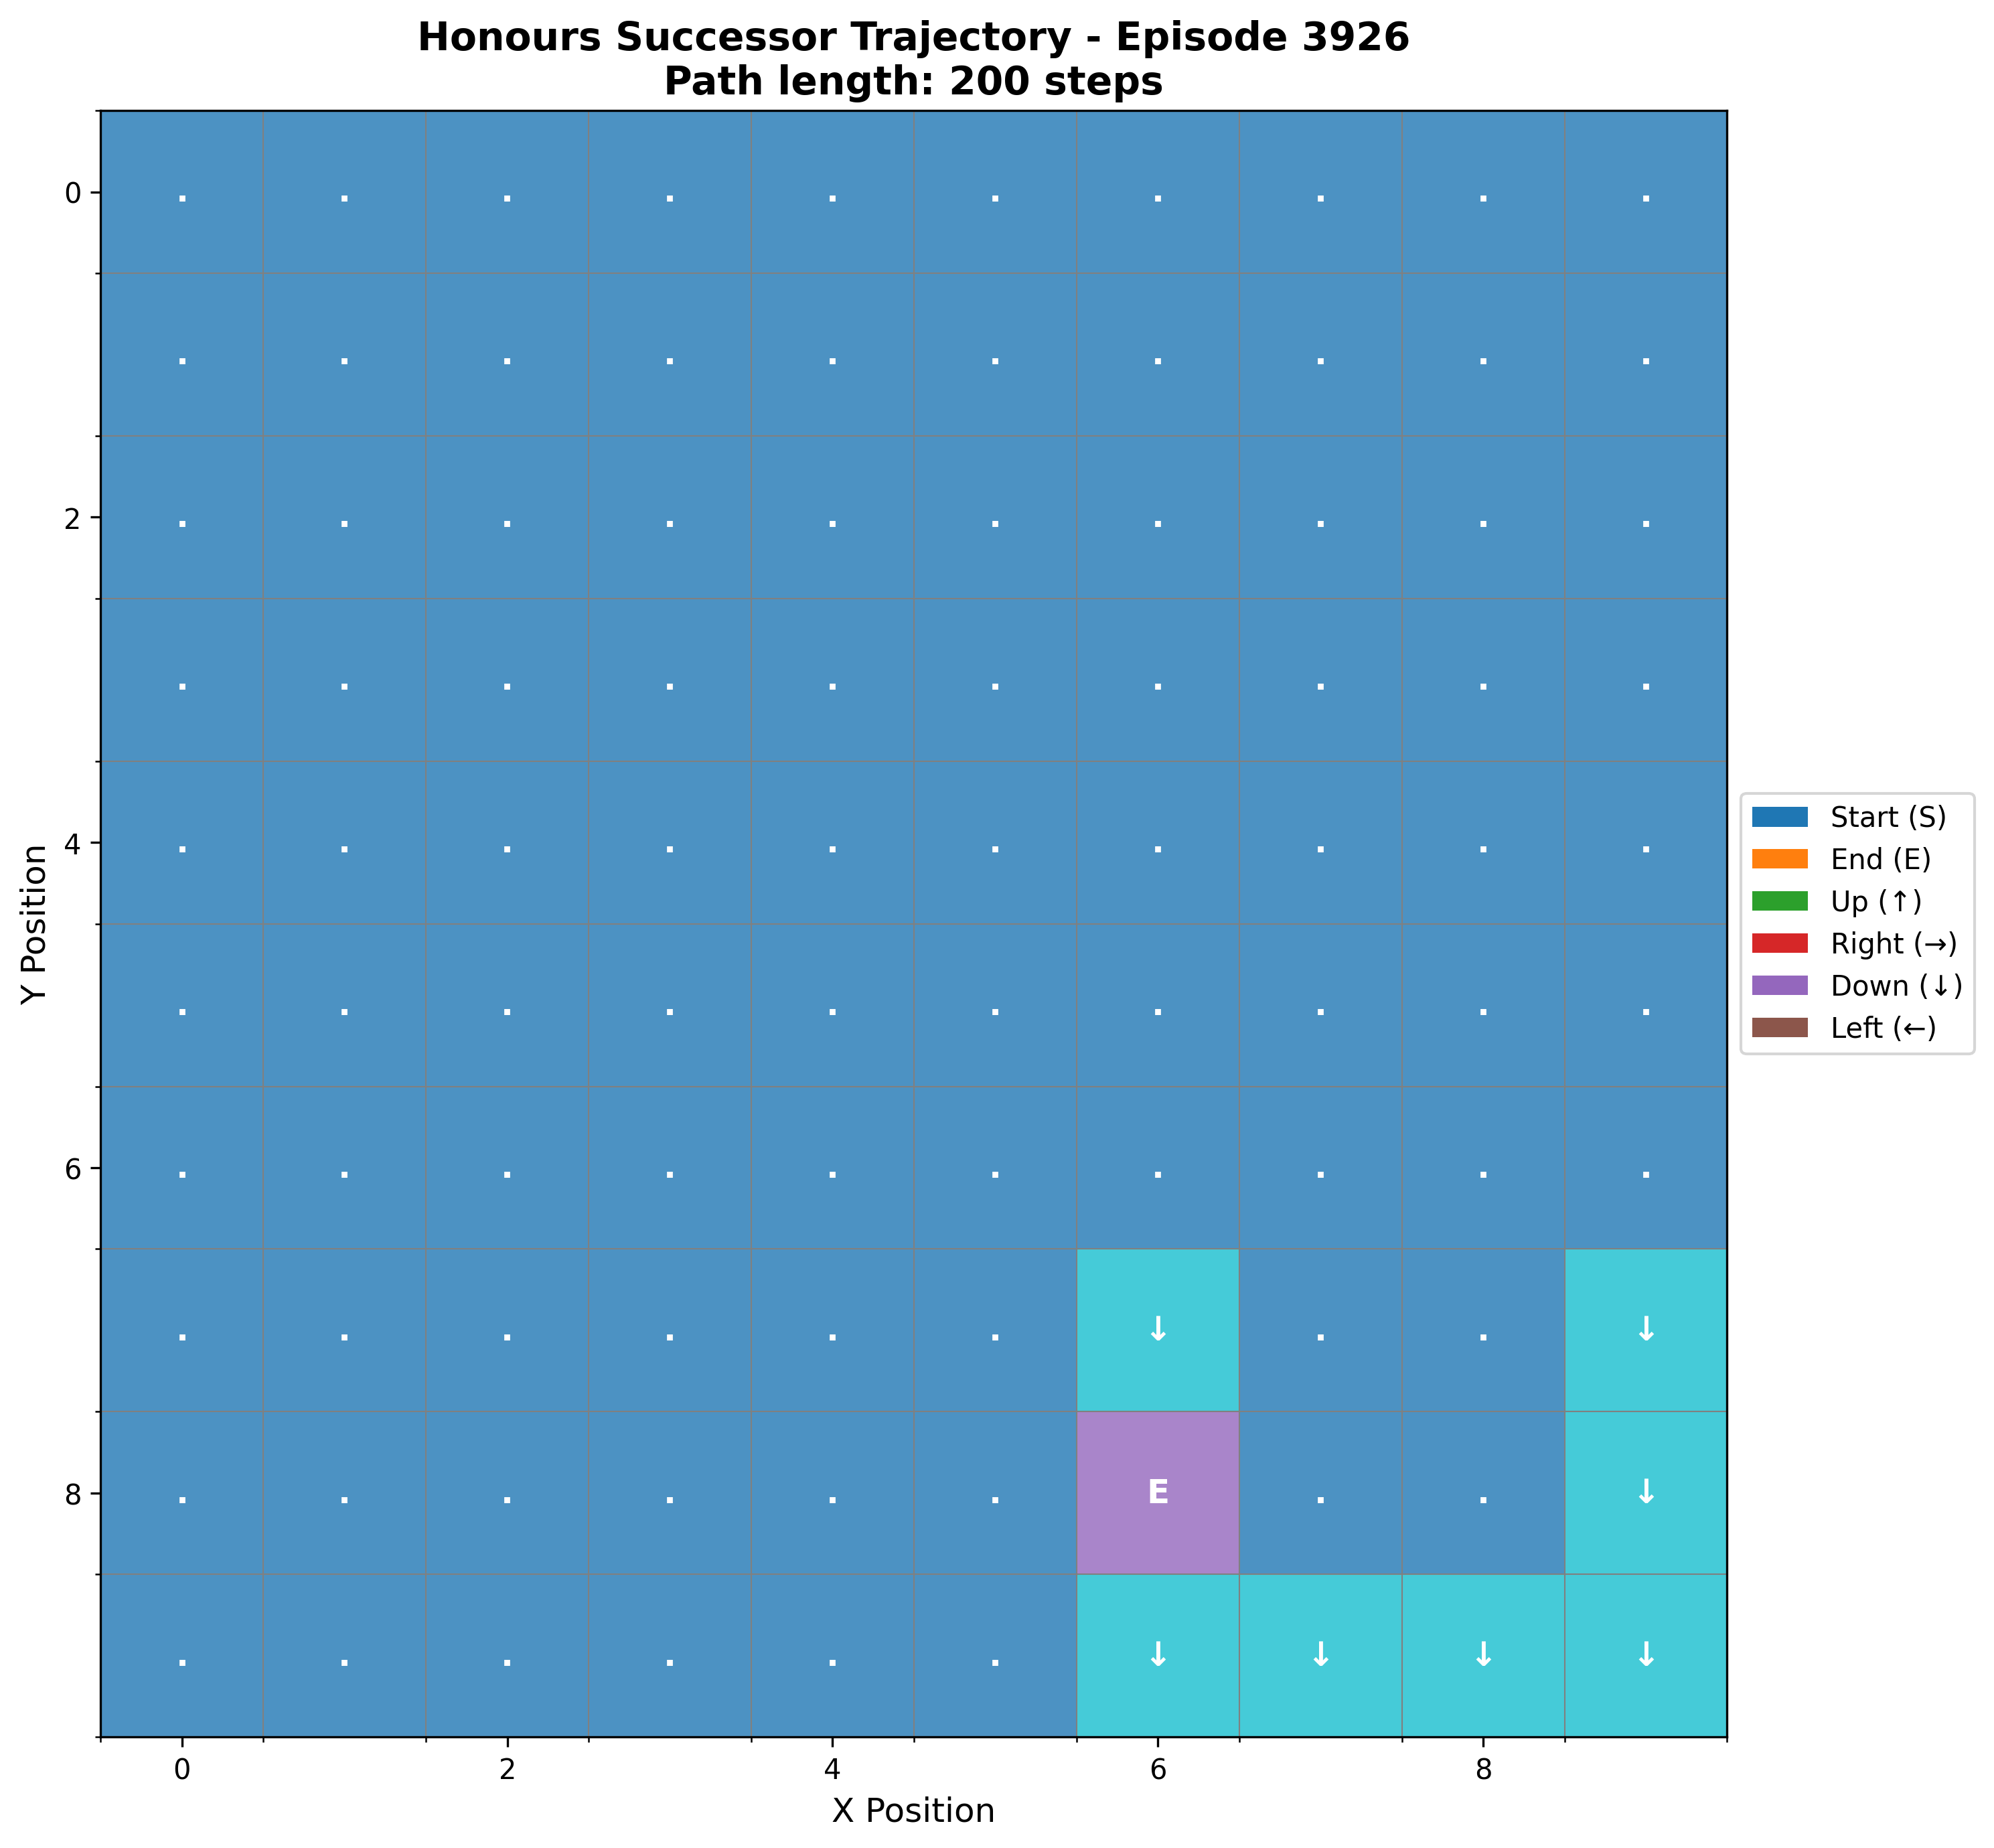 Honours Successor Trajectory - Episode 3926
Path length: 200 steps
0
. . . . . . . . . .
. . . . . . . . . .
2
. . . . . . . . . .
. . . . . . . . . .
4
. . . . . . . . . .
. . . . . . . . . .
6
. . . . . . . . . .
. . . . . . ↓ . . ↓
8
. . . . . . E . . ↓
. . . . . . ↓ ↓ ↓ ↓
0 2 4 6 8
X Position
Y Position
Start (S)
End (E)
Up (↑)
Right (→)
Down (↓)
Left (←)